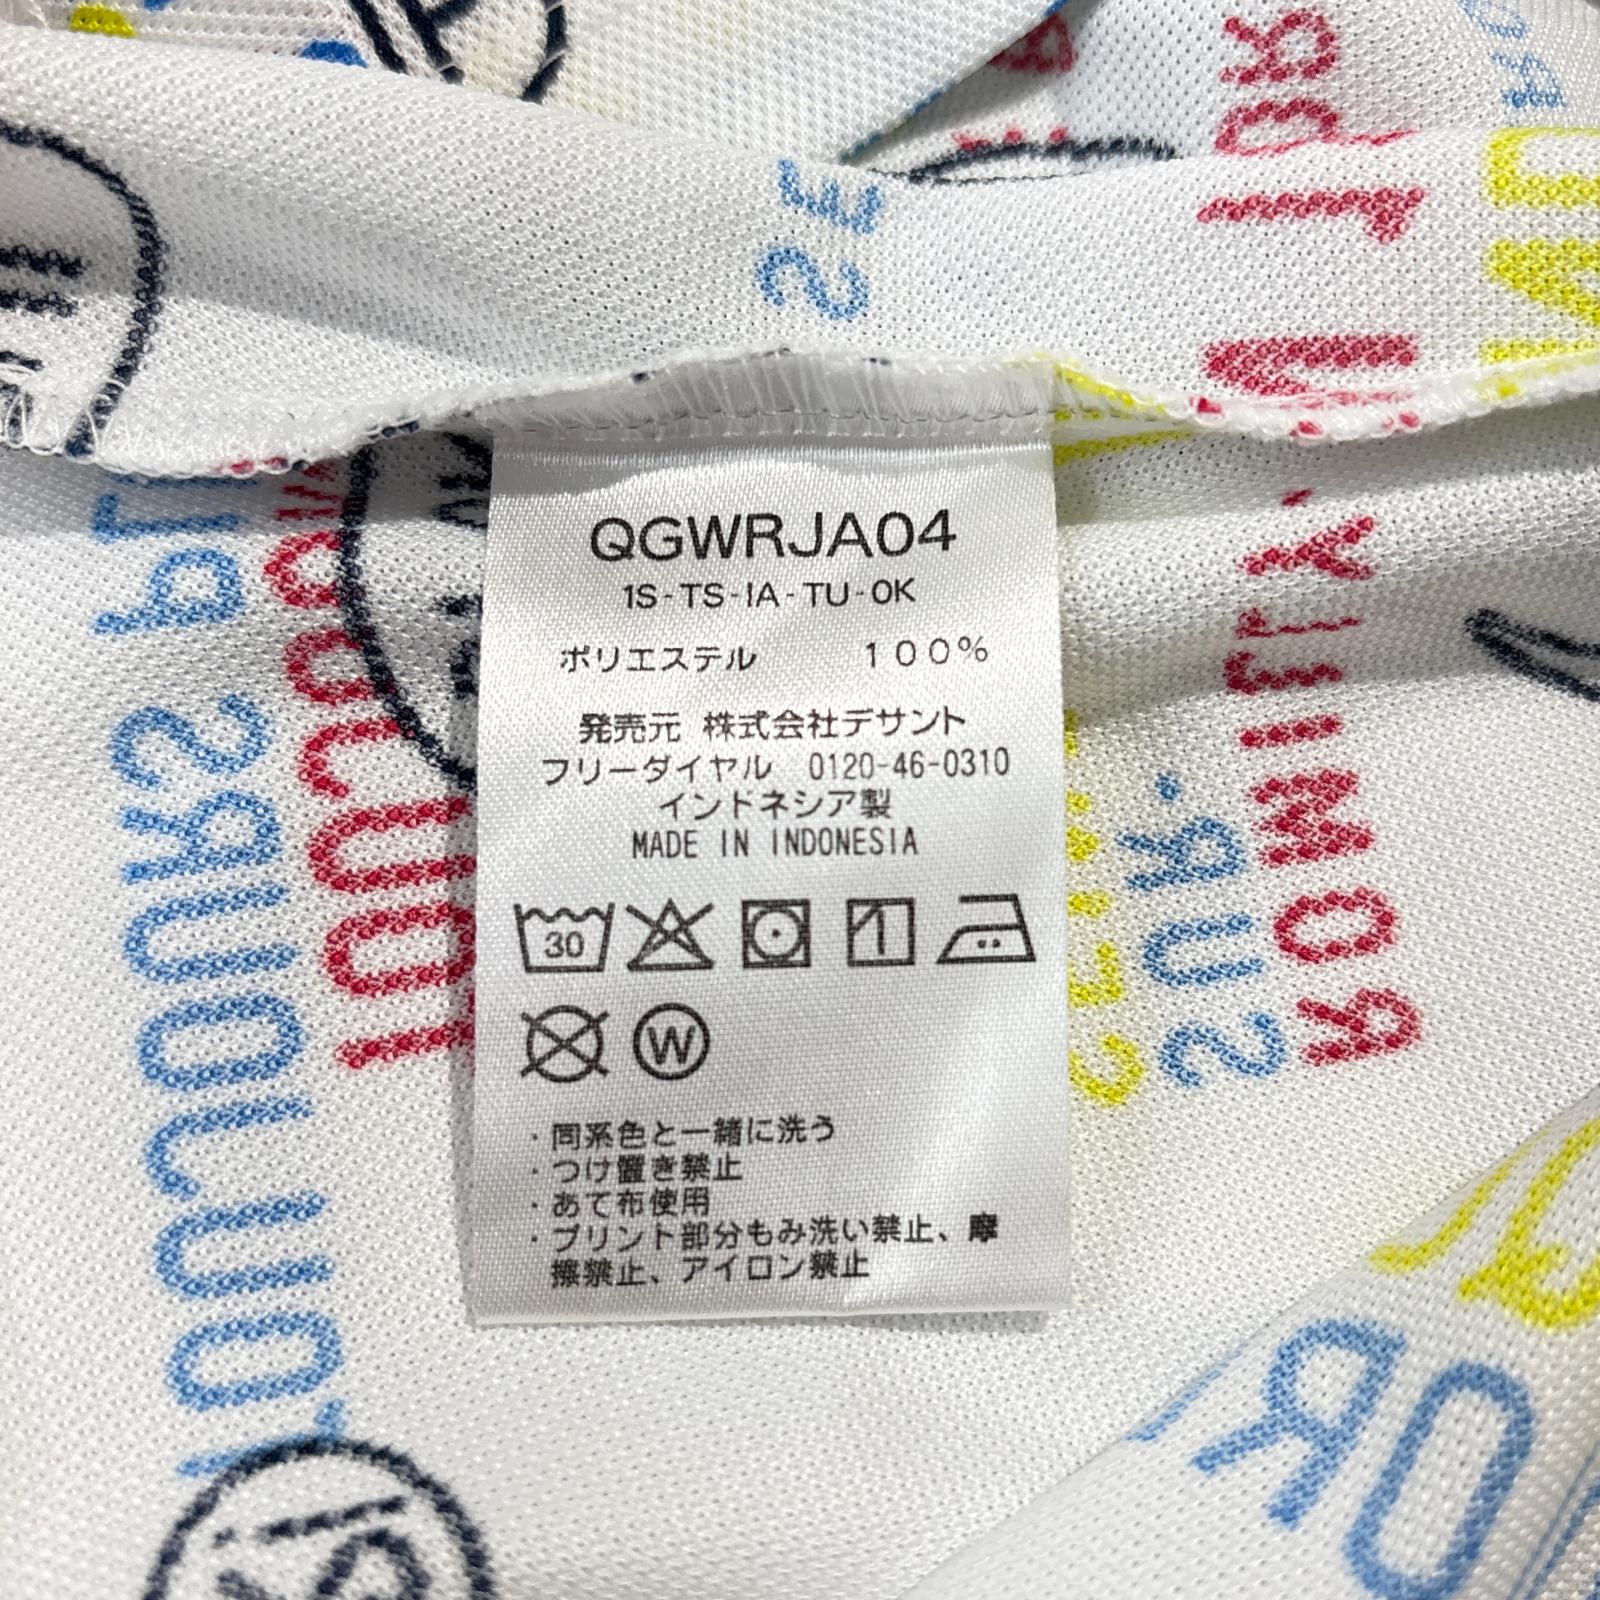 QGWRJA04
1S-TS-IA-TU-0K
ポリエステル 100%
発売元 株式会社デサント
フリーダイヤル 0120-46-0310
インドネシア製
MADE IN INDONESIA
30
W
・同系色と一緒に洗う
・つけ置き禁止
・あて布使用
・プリント部分もみ洗い禁止、摩
擦禁止、アイロン禁止